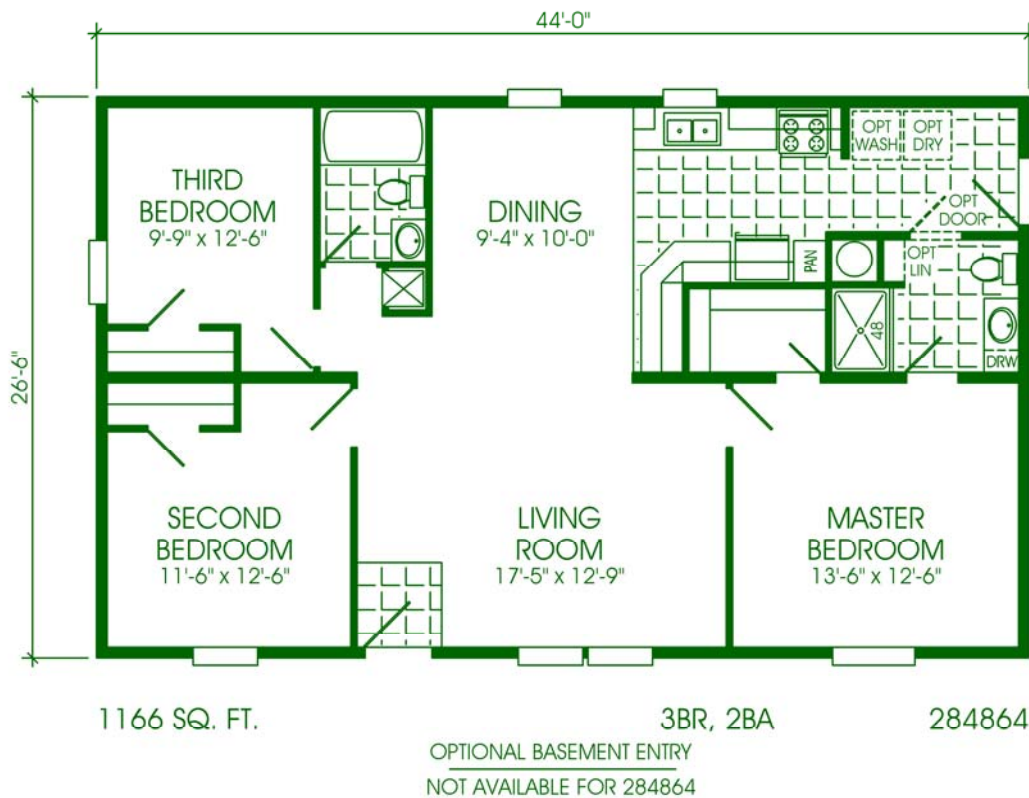 44'-0"
26'-6"
THIRD
BEDROOM
9'-9" x 12'-6"
DINING
9'-4" x 10'-0"
OPT
WASH
OPT
DRY
OPT
DOOR
PAN
OPT
LIN
48
DRW
SECOND
BEDROOM
11'-6" x 12'-6"
LIVING
ROOM
17'-5" x 12'-9"
MASTER
BEDROOM
13'-6" x 12'-6"
1166 SQ. FT.
3BR, 2BA
284864
OPTIONAL BASEMENT ENTRY
NOT AVAILABLE FOR 284864